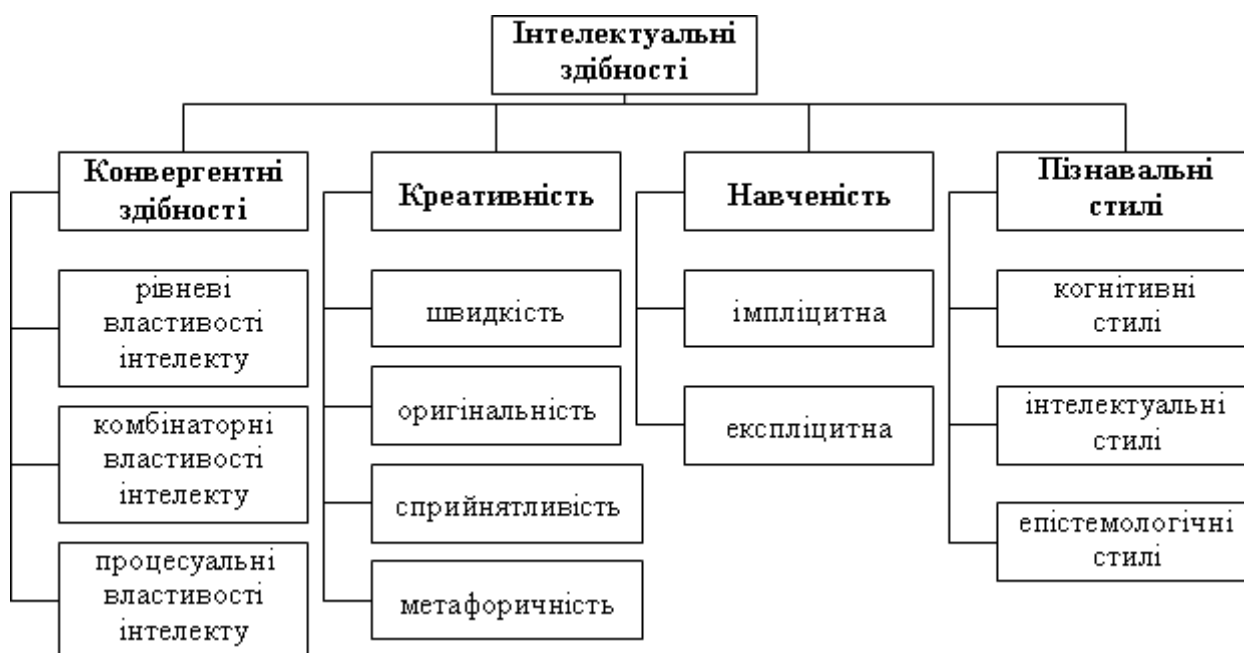 Інтелектуальні
здібності
Конвергентні
здібності
рівневі
властивості
інтелекту
комбінаторні
властивості
інтелекту
процесуальні
властивості
інтелекту
Креативність
швидкість
оригінальність
сприйнятливість
метафоричність
Навченість
імпліцитна
експліцитна
Пізнавальні
стилі
когнітивні
стилі
інтелектуальні
стилі
епістемологічні
стилі